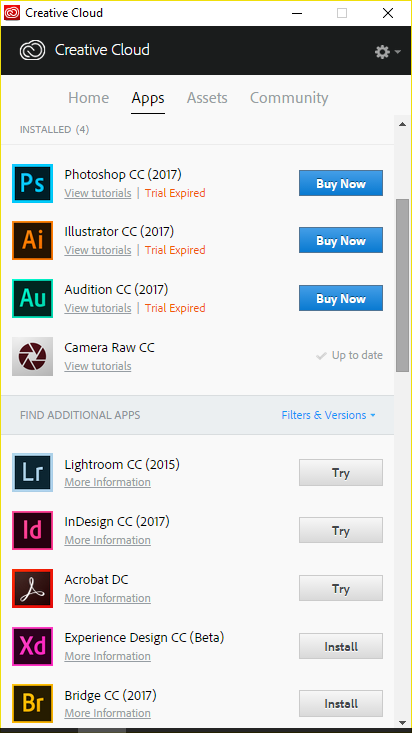 Creative Cloud
Creative Cloud
Home Apps Assets Community
INSTALLED (4)
Ps
Photoshop CC (2017)
View tutorials | Trial Expired
Buy Now
Ai
Illustrator CC (2017)
View tutorials | Trial Expired
Buy Now
Au
Audition CC (2017)
View tutorials | Trial Expired
Buy Now
Camera Raw CC
View tutorials
Up to date
FIND ADDITIONAL APPS Filters & Versions
Lr
Lightroom CC (2015)
More Information
Try
Id
InDesign CC (2017)
More Information
Try
Acrobat DC
More Information
Try
Xd
Experience Design CC (Beta)
More Information
Install
Br
Bridge CC (2017)
More Information
Install